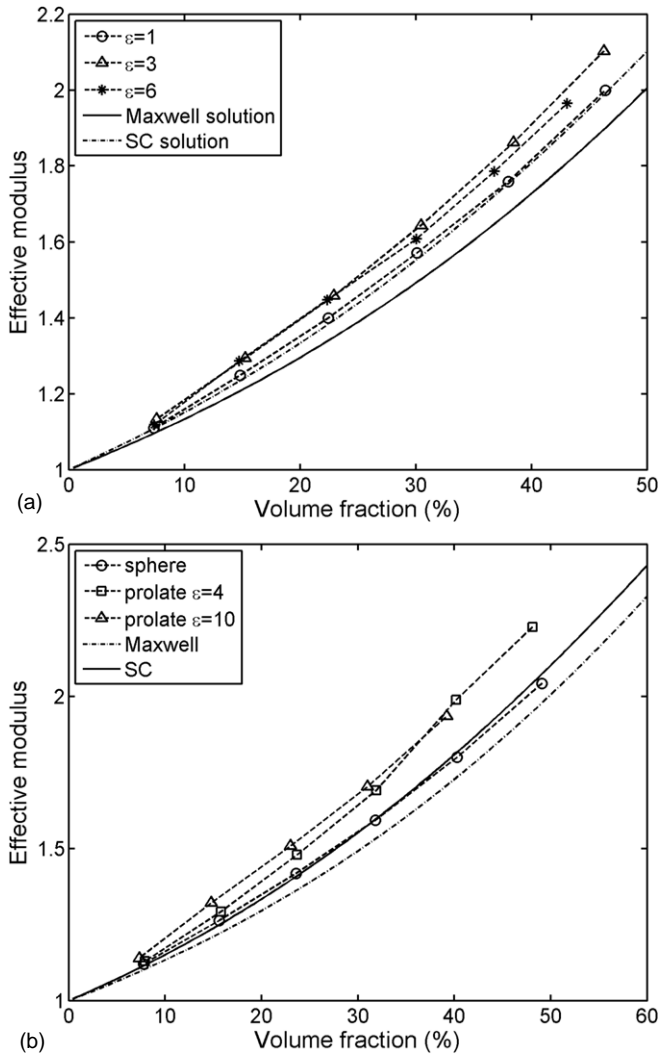 2.2
2
1.8
1.6
1.4
1.2
1
Effective modulus
ε=1
ε=3
ε=6
Maxwell solution
SC solution
0 10 20 30 40 50
Volume fraction (%)
(a)
2.5
2
1.5
1
Effective modulus
sphere
prolate ε=4
prolate ε=10
Maxwell
SC
0 10 20 30 40 50 60
Volume fraction (%)
(b)